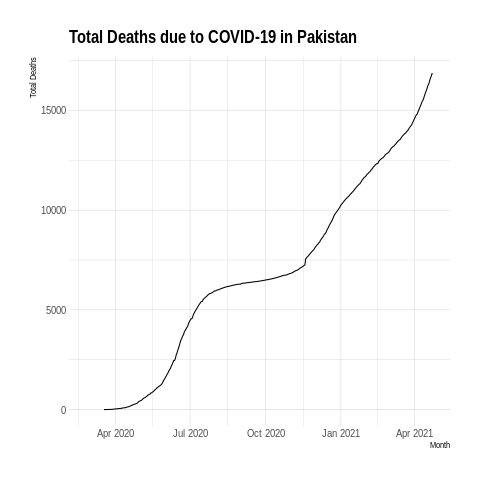 Total Deaths due to COVID-19 in Pakistan
Total Deaths
15000
10000
5000
0
Apr 2020 Jul 2020 Oct 2020 Jan 2021 Apr 2021
Month